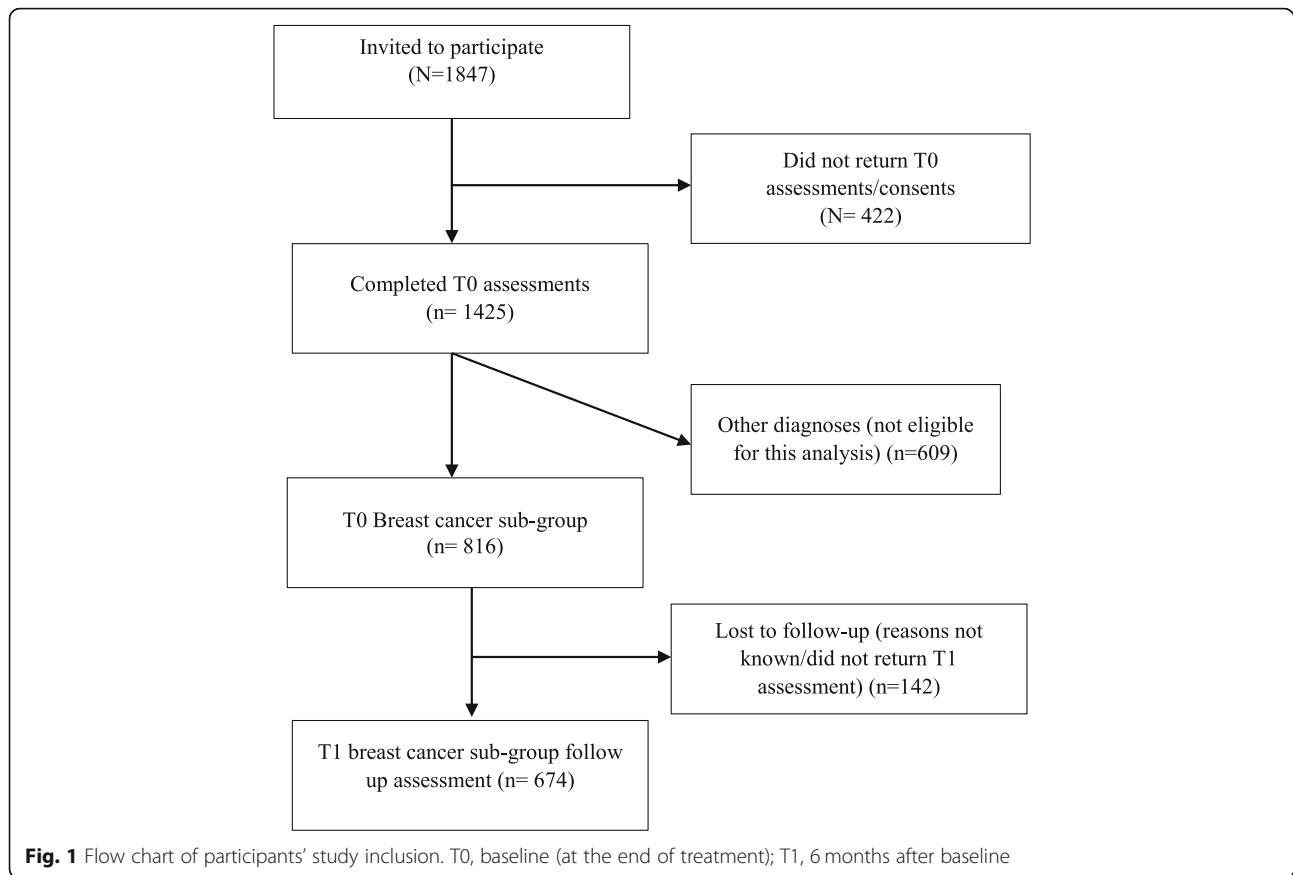 Invited to participate
(N=1847)
Did not return T0
assessments/consents
(N= 422)
Completed T0 assessments
(n= 1425)
Other diagnoses (not eligible
for this analysis) (n=609)
T0 Breast cancer sub-group
(n= 816)
Lost to follow-up (reasons not
known/did not return T1
assessment) (n=142)
T1 breast cancer sub-group follow
up assessment (n= 674)
Fig. 1 Flow chart of participants’ study inclusion. T0, baseline (at the end of treatment); T1, 6 months after baseline